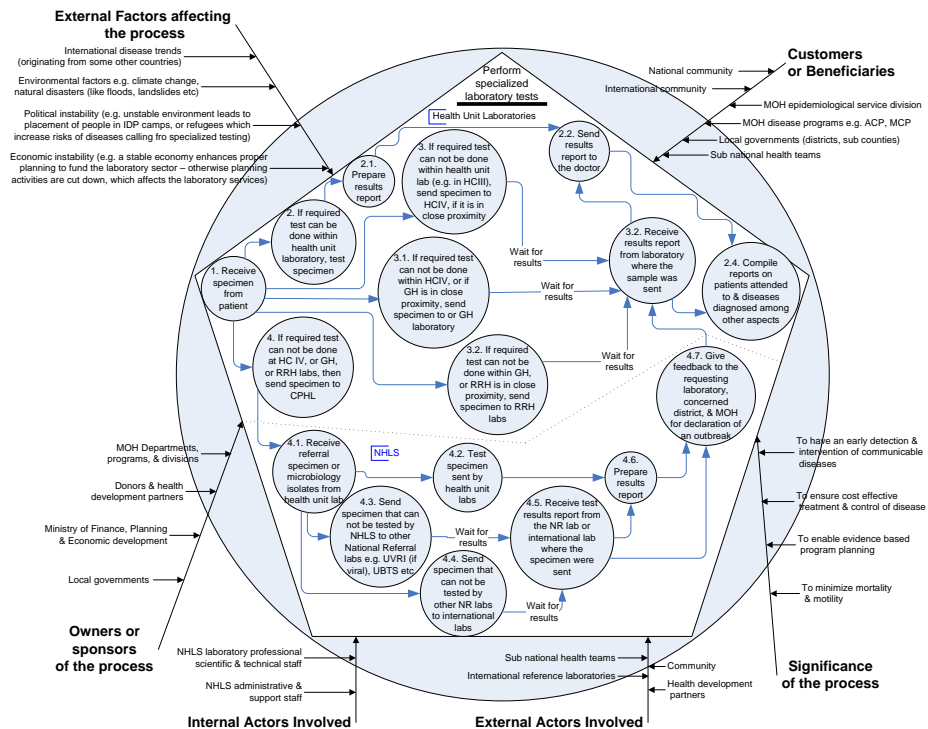 External Factors affecting
the process
International disease trends
(originating from some other countries)
Environmental factors e.g. climate change,
natural disasters (like floods, landslides etc)
Political instability (e.g. unstable environment leads to
placement of people in IDP camps, or refugees which
increase risks of diseases calling fro specialized testing)
Economic instability (e.g. a stable economy enhances proper
planning to fund the laboratory sector – otherwise planning
activities are cut down, which affects the laboratory services)
Customers
or Beneficiaries
National community
International community
MOH epidemiological service division
MOH disease programs e.g. ACP, MCP
Local governments (districts, sub counties)
Sub national health teams
Perform
specialized
laboratory tests
Health Unit Laboratories
2.1.
Prepare
results
report
3. If required test
can not be done
within health unit
lab (e.g. in HCIII),
send specimen to
HCIV, if it is in
close proximity
2.2. Send
results
report to
the doctor
2. If required
test can be
done within
health unit
laboratory, test
specimen
1. Receive
specimen
from
patient
3.1. If required test
can not be done
within HCIV, or if
GH is in close
proximity, send
specimen to or GH
laboratory
Wait for
results
Wait for
results
Wait for
results
3.2. Receive
results report
from laboratory
where the
sample was
sent
2.4. Compile
reports on
patients attended
to & diseases
diagnosed among
other aspects
4. If required test
can not be done
at HC IV, or GH,
or RRH labs, then
send specimen to
CPHL
3.2. If required
test can not be
done within GH,
or RRH is in close
proximity, send
specimen to RRH
labs
4.7. Give
feedback to the
requesting
laboratory,
concerned
district, & MOH
for declaration of
an outbreak
4.1. Receive
referral
specimen or
microbiology
isolates from
health unit lab
NHLS
4.2. Test
specimen
sent by
health unit
labs
4.6.
Prepare
results
report
4.3. Send
specimen that can
not be tested by
NHLS to other
National Referral
labs e.g. UVRI (if
viral), UBTS etc
Wait for
results
4.5. Receive test
results report from
the NR lab or
international lab
where the
specimen were
sent
4.4. Send
specimen that
can not be
tested by
other NR labs
to international
labs
Wait for
results
MOH Departments,
programs, & divisions
Donors & health
development partners
Ministry of Finance, Planning
& Economic development
Local governments
Owners or
sponsors
of the process
To have an early detection &
intervention of communicable
diseases
To ensure cost effective
treatment & control of disease
To enable evidence based
program planning
To minimize mortality
& motility
Significance
of the process
NHLS laboratory professional
scientific & technical staff
NHLS administrative &
support staff
Internal Actors Involved
Sub national health teams
Community
International reference laboratories
Health development
partners
External Actors Involved